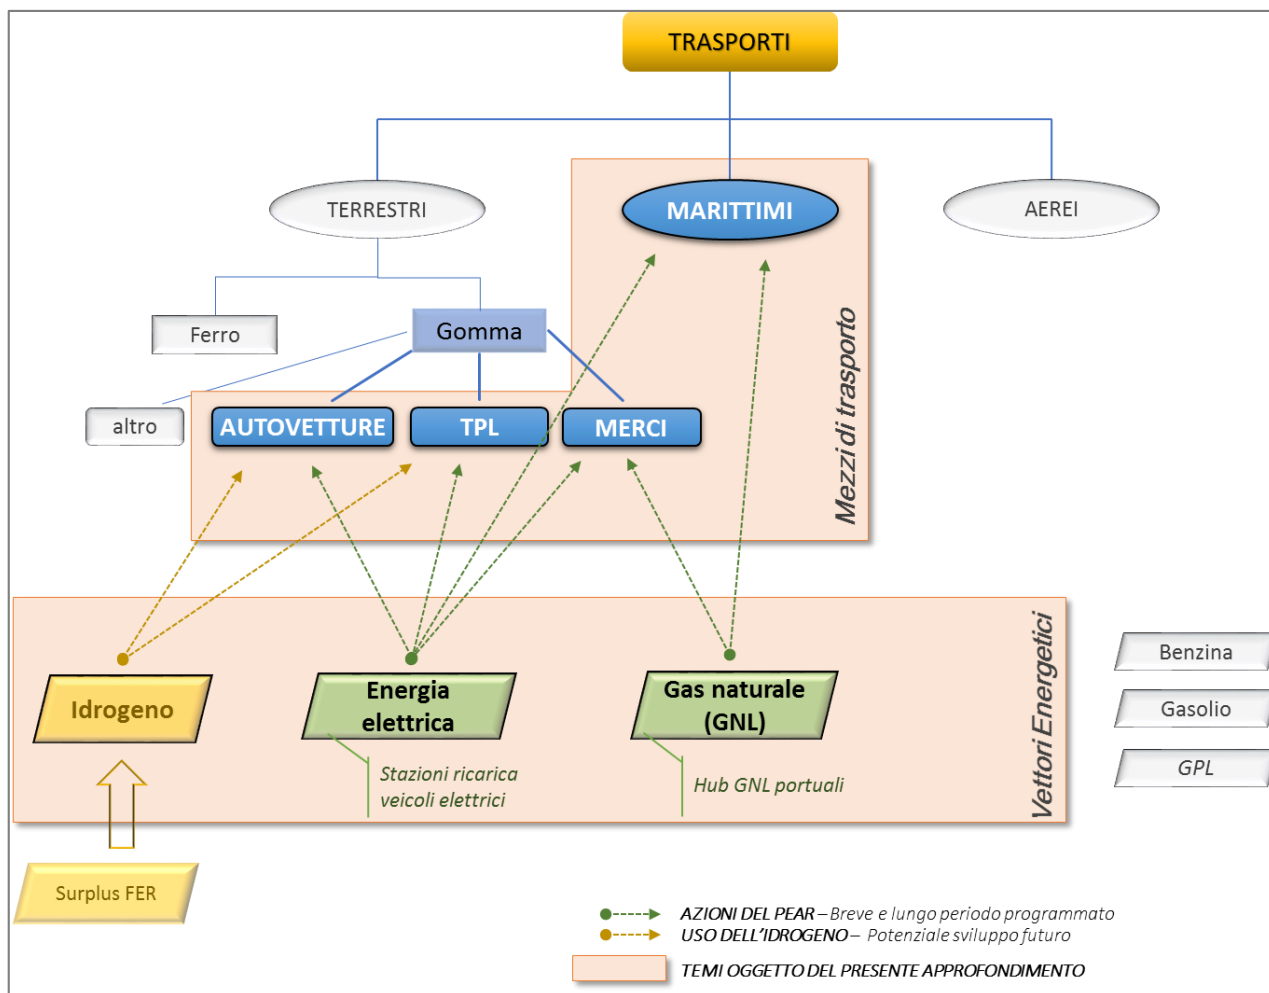 TRASPORTI
TERRESTRI
MARITTIMI
AEREI
Ferro
Gomma
altro
AUTOVETTURE
TPL
MERCI
Mezzi di trasporto
Idrogeno
Energia
elettrica
Gas naturale
(GNL)
Stazioni ricarica
veicoli elettrici
Hub GNL portuali
Vettori Energetici
Benzina
Gasolio
GPL
Surplus FER
AZIONI DEL PEAR – Breve e lungo periodo programmato
USO DELL'IDROGENO – Potenziale sviluppo futuro
TEMI OGGETTO DEL PRESENTE APPROFONDIMENTO